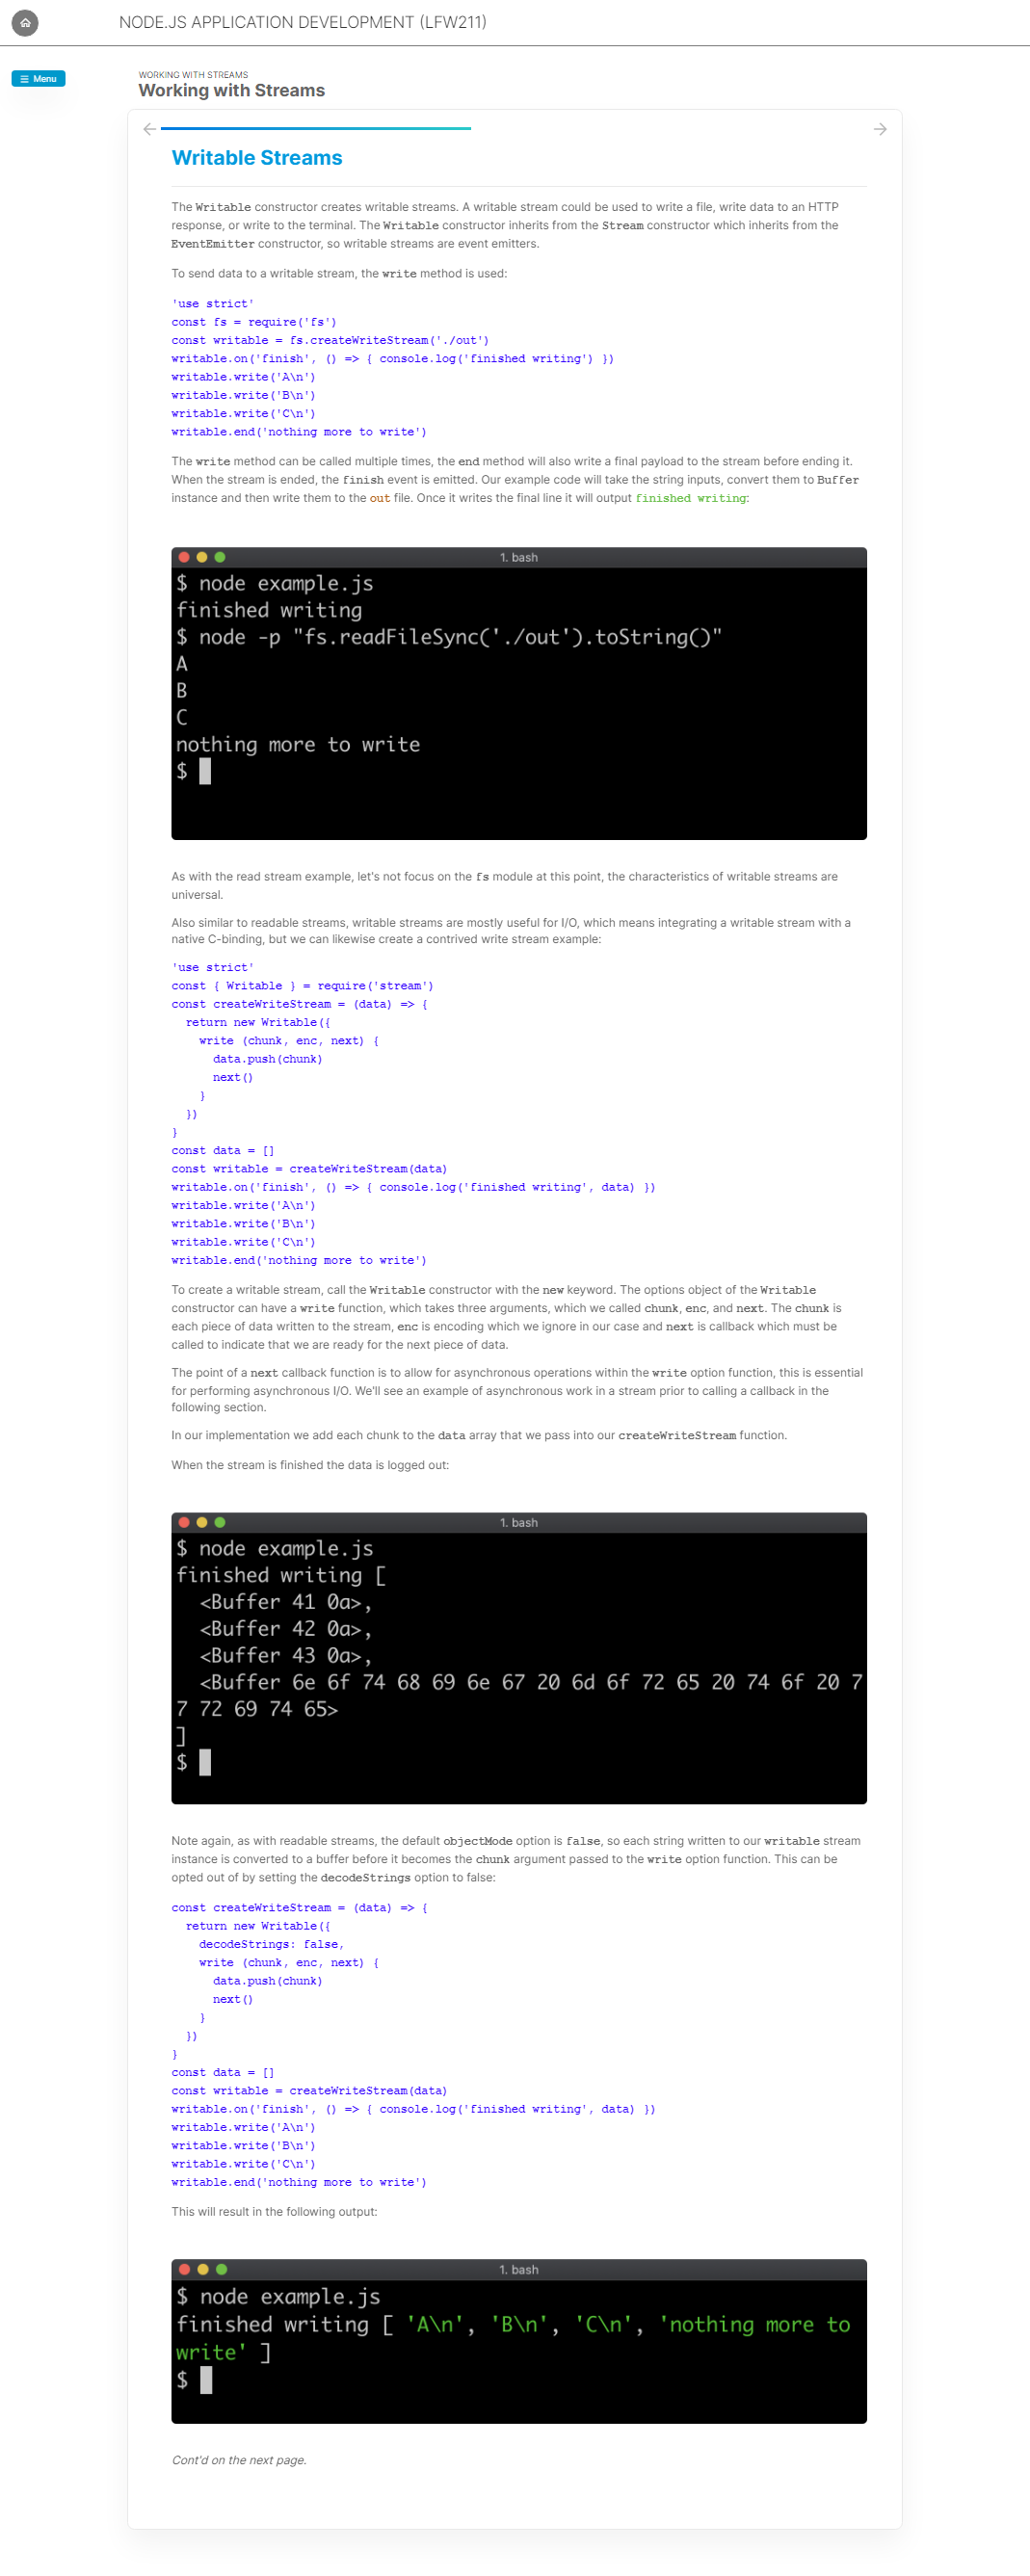 NODE.JS APPLICATION DEVELOPMENT (LFW211)
Menu
WORKING WITH STREAMS
Working with Streams
Writable Streams
The Writable constructor creates writable streams. A writable stream could be used to write a file, write data to an HTTP
response, or write to the terminal. The Writable constructor inherits from the Stream constructor which inherits from the
EventEmitter constructor, so writable streams are event emitters.
To send data to a writable stream, the write method is used:
'use strict'
const fs = require('fs')
const writable = fs.createWriteStream('./out')
writable.on('finish', () => { console.log('finished writing') })
writable.write('A\n')
writable.write('B\n')
writable.write('C\n')
writable.end('nothing more to write')
The write method can be called multiple times, the end method will also write a final payload to the stream before ending it.
When the stream is ended, the finish event is emitted. Our example code will take the string inputs, convert them to Buffer
instance and then write them to the out file. Once it writes the final line it will output finished writing:
1. bash
$ node example.js
finished writing
$ node -p "fs.readFileSync('./out').toString()"
A
B
C
nothing more to write
$
As with the read stream example, let's not focus on the fs module at this point, the characteristics of writable streams are
universal.
Also similar to readable streams, writable streams are mostly useful for I/O, which means integrating a writable stream with a
native C-binding, but we can likewise create a contrived write stream example:
'use strict'
const { Writable } = require('stream')
const createWriteStream = (data) => {
  return new Writable({
    write (chunk, enc, next) {
      data.push(chunk)
      next()
    }
  })
}
const data = []
const writable = createWriteStream(data)
writable.on('finish', () => { console.log('finished writing', data) })
writable.write('A\n')
writable.write('B\n')
writable.write('C\n')
writable.end('nothing more to write')
To create a writable stream, call the Writable constructor with the new keyword. The options object of the Writable
constructor can have a write function, which takes three arguments, which we called chunk, enc, and next. The chunk is
each piece of data written to the stream, enc is encoding which we ignore in our case and next is callback which must be
called to indicate that we are ready for the next piece of data.
The point of a next callback function is to allow for asynchronous operations within the write option function, this is essential
for performing asynchronous I/O. We'll see an example of asynchronous work in a stream prior to calling a callback in the
following section.
In our implementation we add each chunk to the data array that we pass into our createWriteStream function.
When the stream is finished the data is logged out:
1. bash
$ node example.js
finished writing [
  <Buffer 41 0a>,
  <Buffer 42 0a>,
  <Buffer 43 0a>,
  <Buffer 6e 6f 74 68 69 6e 67 20 6d 6f 72 65 20 74 6f 20 7
7 72 69 74 65>
]
$
Note again, as with readable streams, the default objectMode option is false, so each string written to our writable stream
instance is converted to a buffer before it becomes the chunk argument passed to the write option function. This can be
opted out of by setting the decodeStrings option to false:
const createWriteStream = (data) => {
  return new Writable({
    decodeStrings: false,
    write (chunk, enc, next) {
      data.push(chunk)
      next()
    }
  })
}
const data = []
const writable = createWriteStream(data)
writable.on('finish', () => { console.log('finished writing', data) })
writable.write('A\n')
writable.write('B\n')
writable.write('C\n')
writable.end('nothing more to write')
This will result in the following output:
1. bash
$ node example.js
finished writing [ 'A\n', 'B\n', 'C\n', 'nothing more to
write' ]
$
Cont'd on the next page.